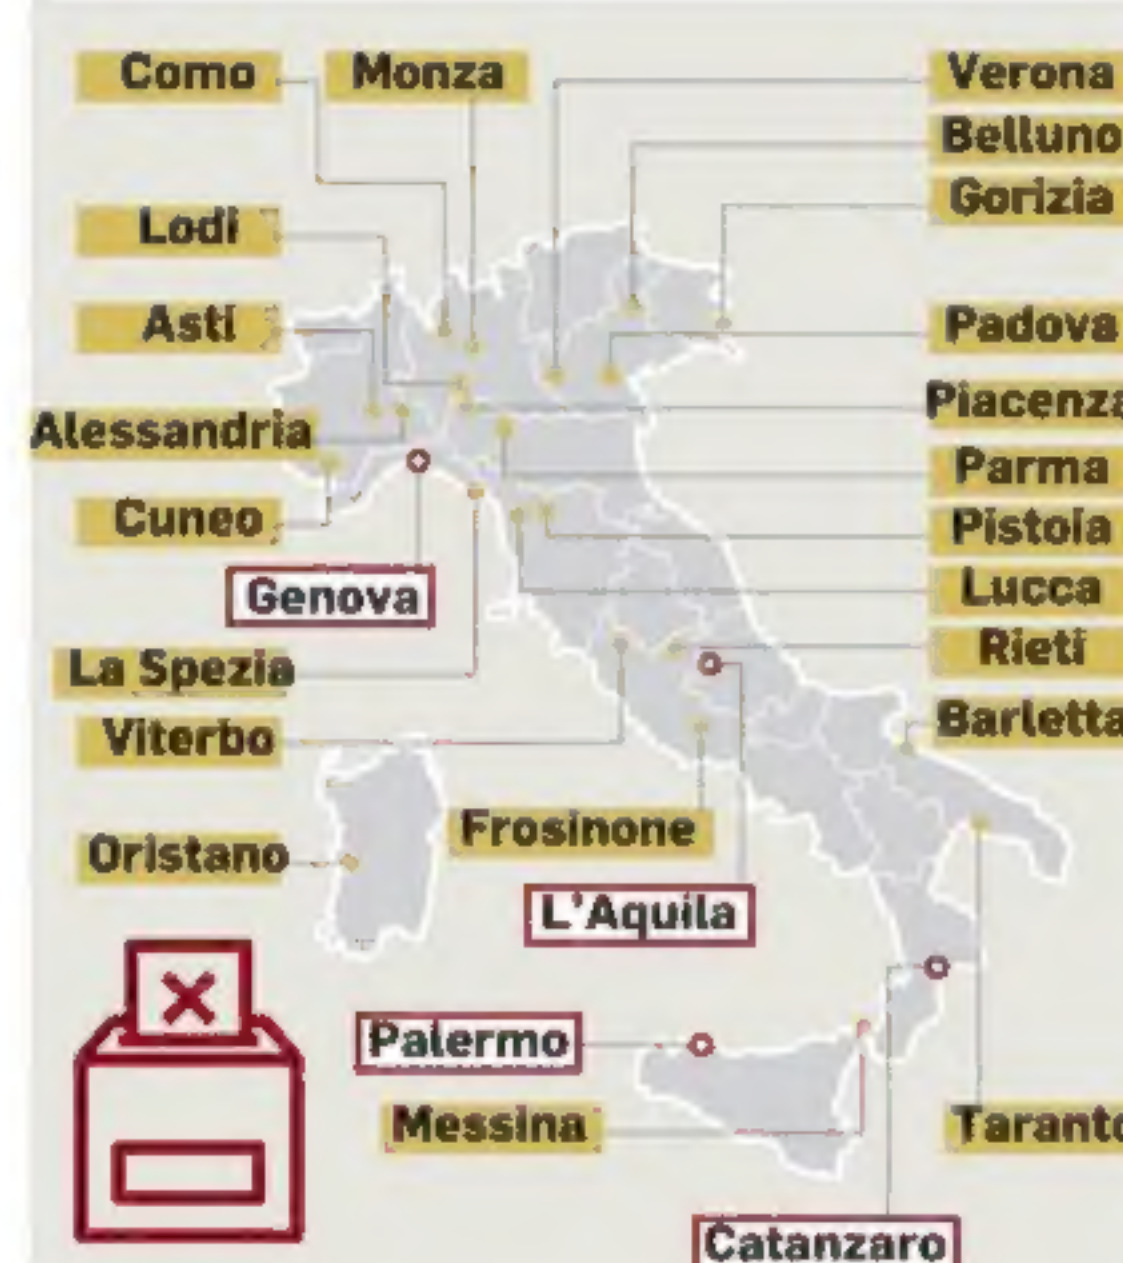 Como
Monza
Verona
Belluno
Gorizia
Lodi
Asti
Padova
Alessandria
Piacenza
Parma
Cuneo
Pistoia
Genova
Lucca
La Spezia
Rieti
Viterbo
Barletta
Frosinone
Oristano
L'Aquila
Palermo
Messina
Taranto
Catanzaro